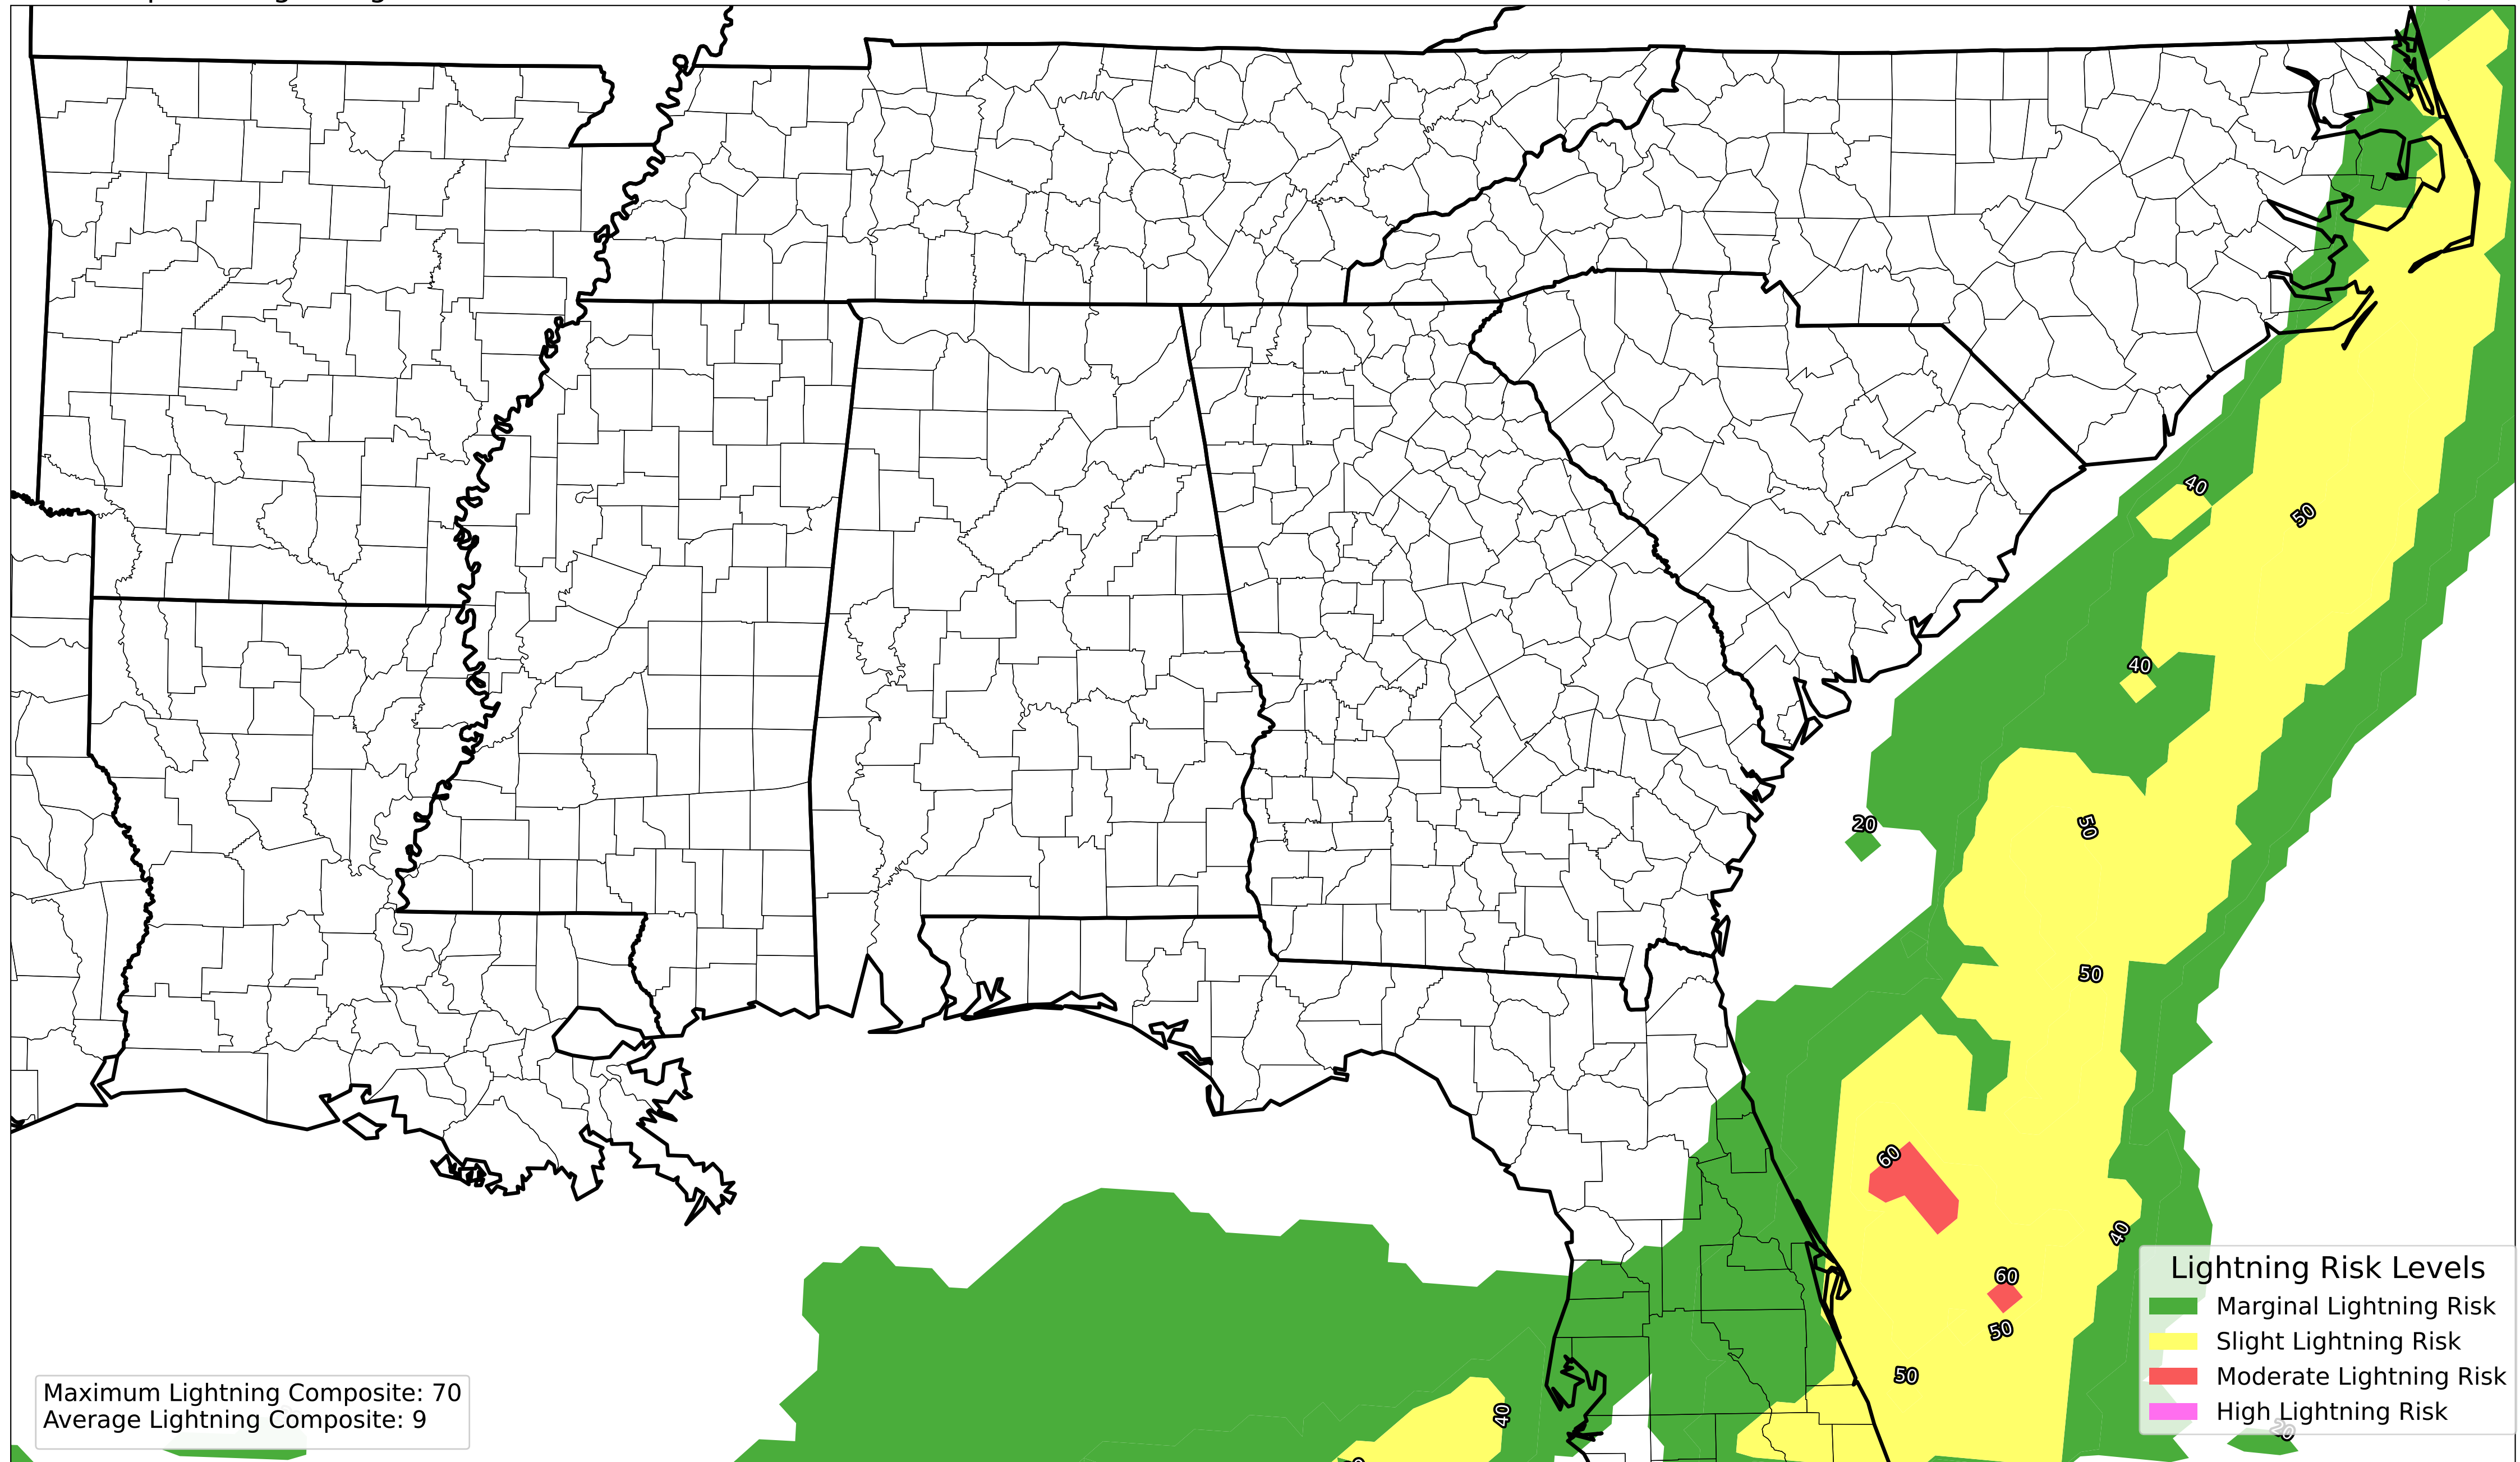 40
50
40
20
50
50
60
40
60
50
50
40
Lightning Risk Levels
Marginal Lightning Risk
Slight Lightning Risk
Moderate Lightning Risk
High Lightning Risk
20
Maximum Lightning Composite: 70
Average Lightning Composite: 9